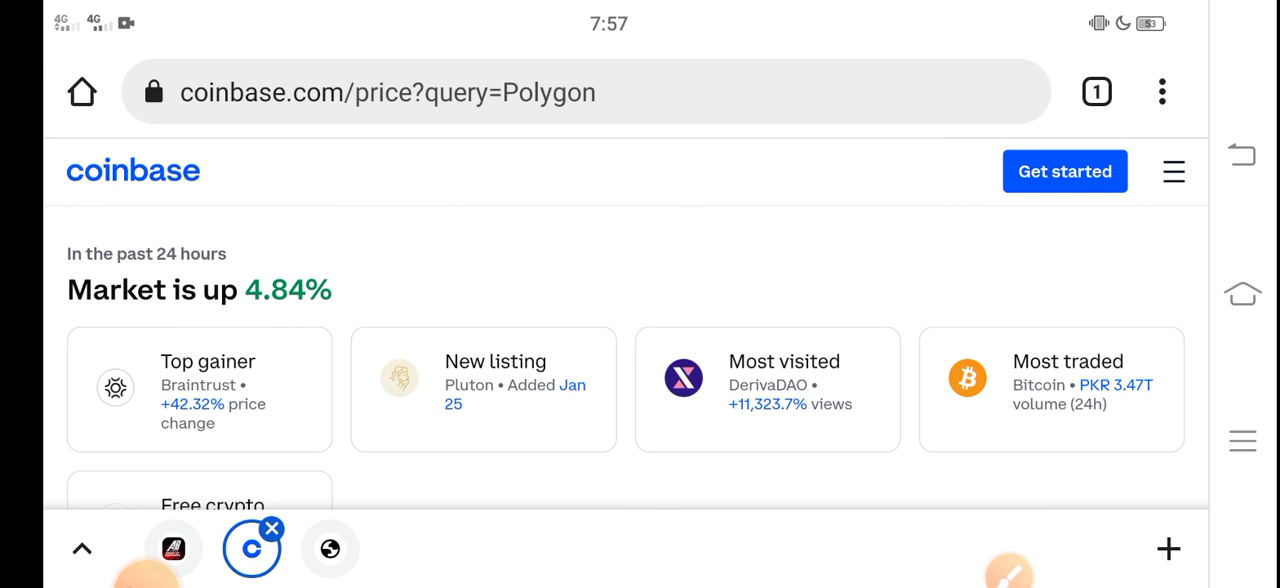 4G 4G 7:57 53
coinbase.com/price?query=Polygon 1
coinbase Get started
In the past 24 hours
Market is up 4.84%
Top gainer
Braintrust •
+42.32% price
change
New listing
Pluton • Added Jan
25
Most visited
DerivaDAO •
+11,323.7% views
Most traded
Bitcoin • PKR 3.47T
volume (24h)
Free crypto